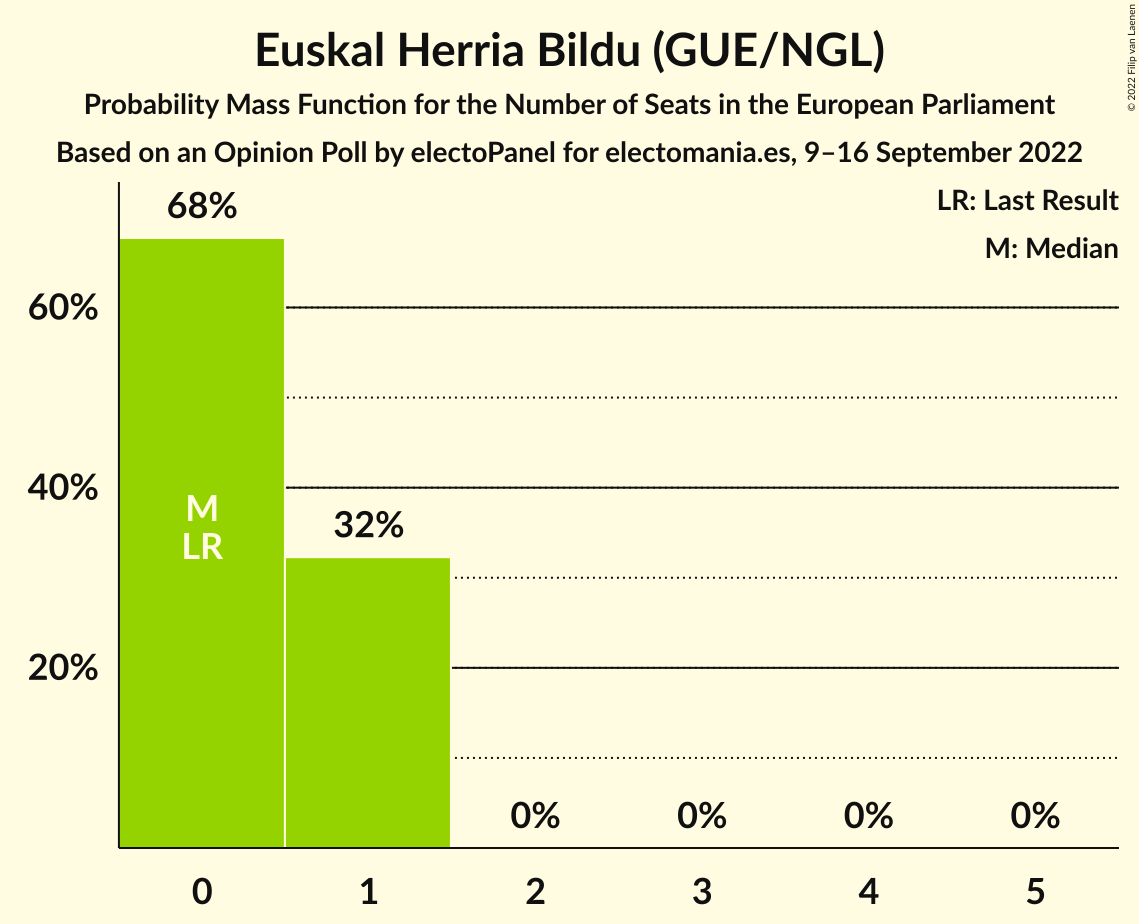 Euskal Herria Bildu (GUE/NGL)
Probability Mass Function for the Number of Seats in the European Parliament
Based on an Opinion Poll by electoPanel for electomania.es, 9–16 September 2022
© 2022 Filip van Laenen
LR: Last Result
M: Median
68%
60%
40%
20%
M
LR
32%
0%
0%
0%
0%
0
1
2
3
4
5